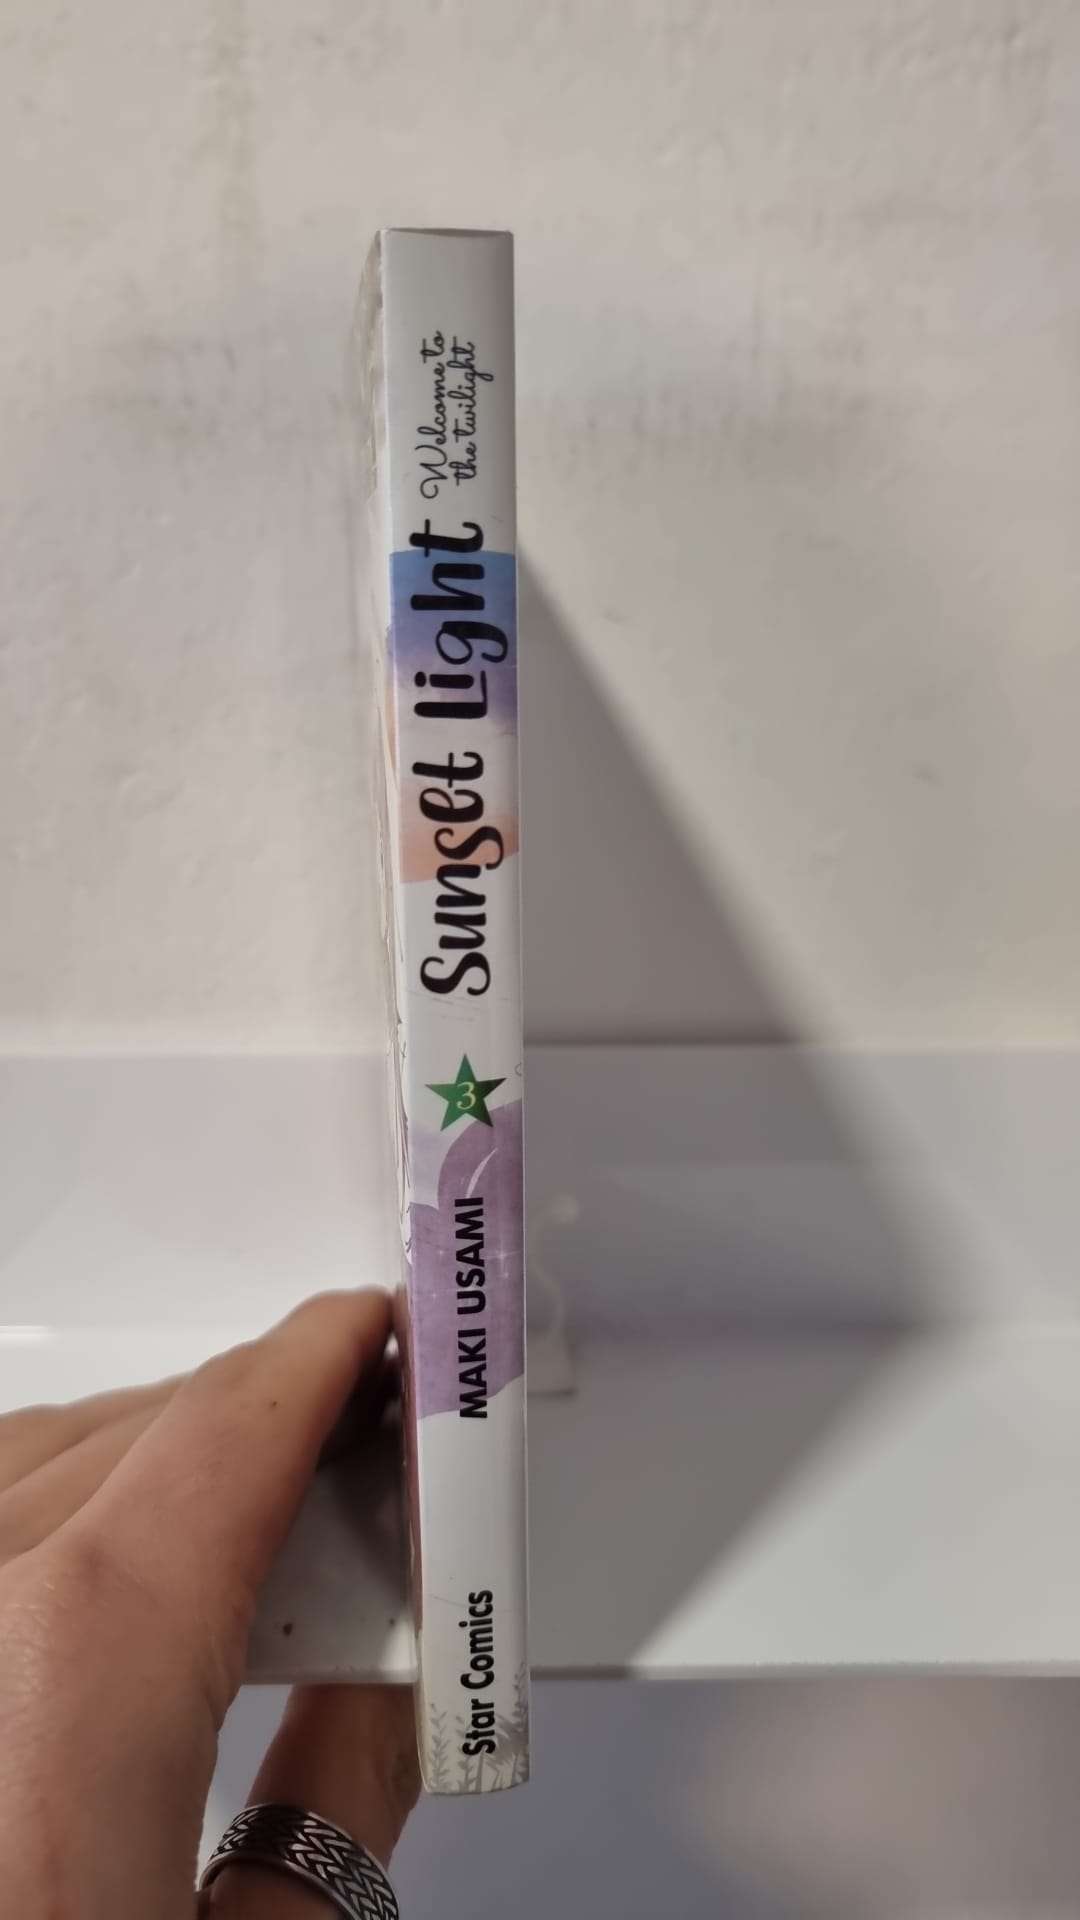 Star Comics
MAKI USAMI
3
Sunset Light
Welcome to
the twilight